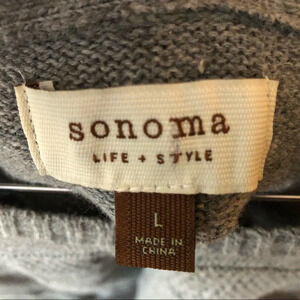 sonoma
LIFE + STYLE
L
MADE IN
CHINA